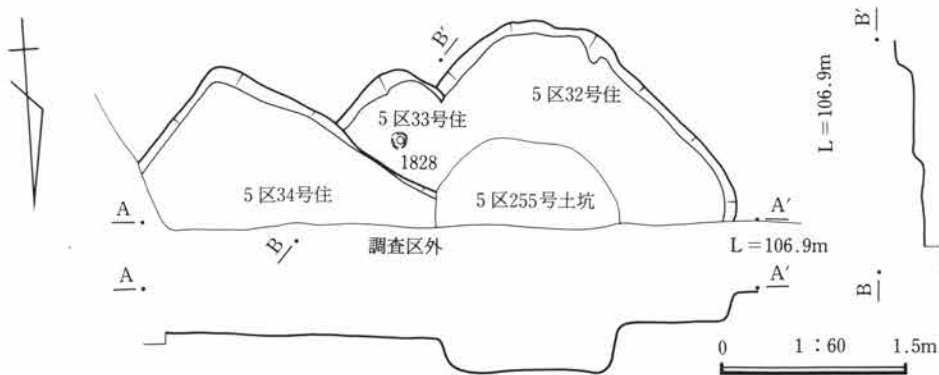 B′
B′
5区32号住
5区33号住
L＝106.9m
1828
5区34号住
5区255号土坑
A
A′
B
調査区外
L＝106.9m
A
A′
B
0 1：60 1.5m